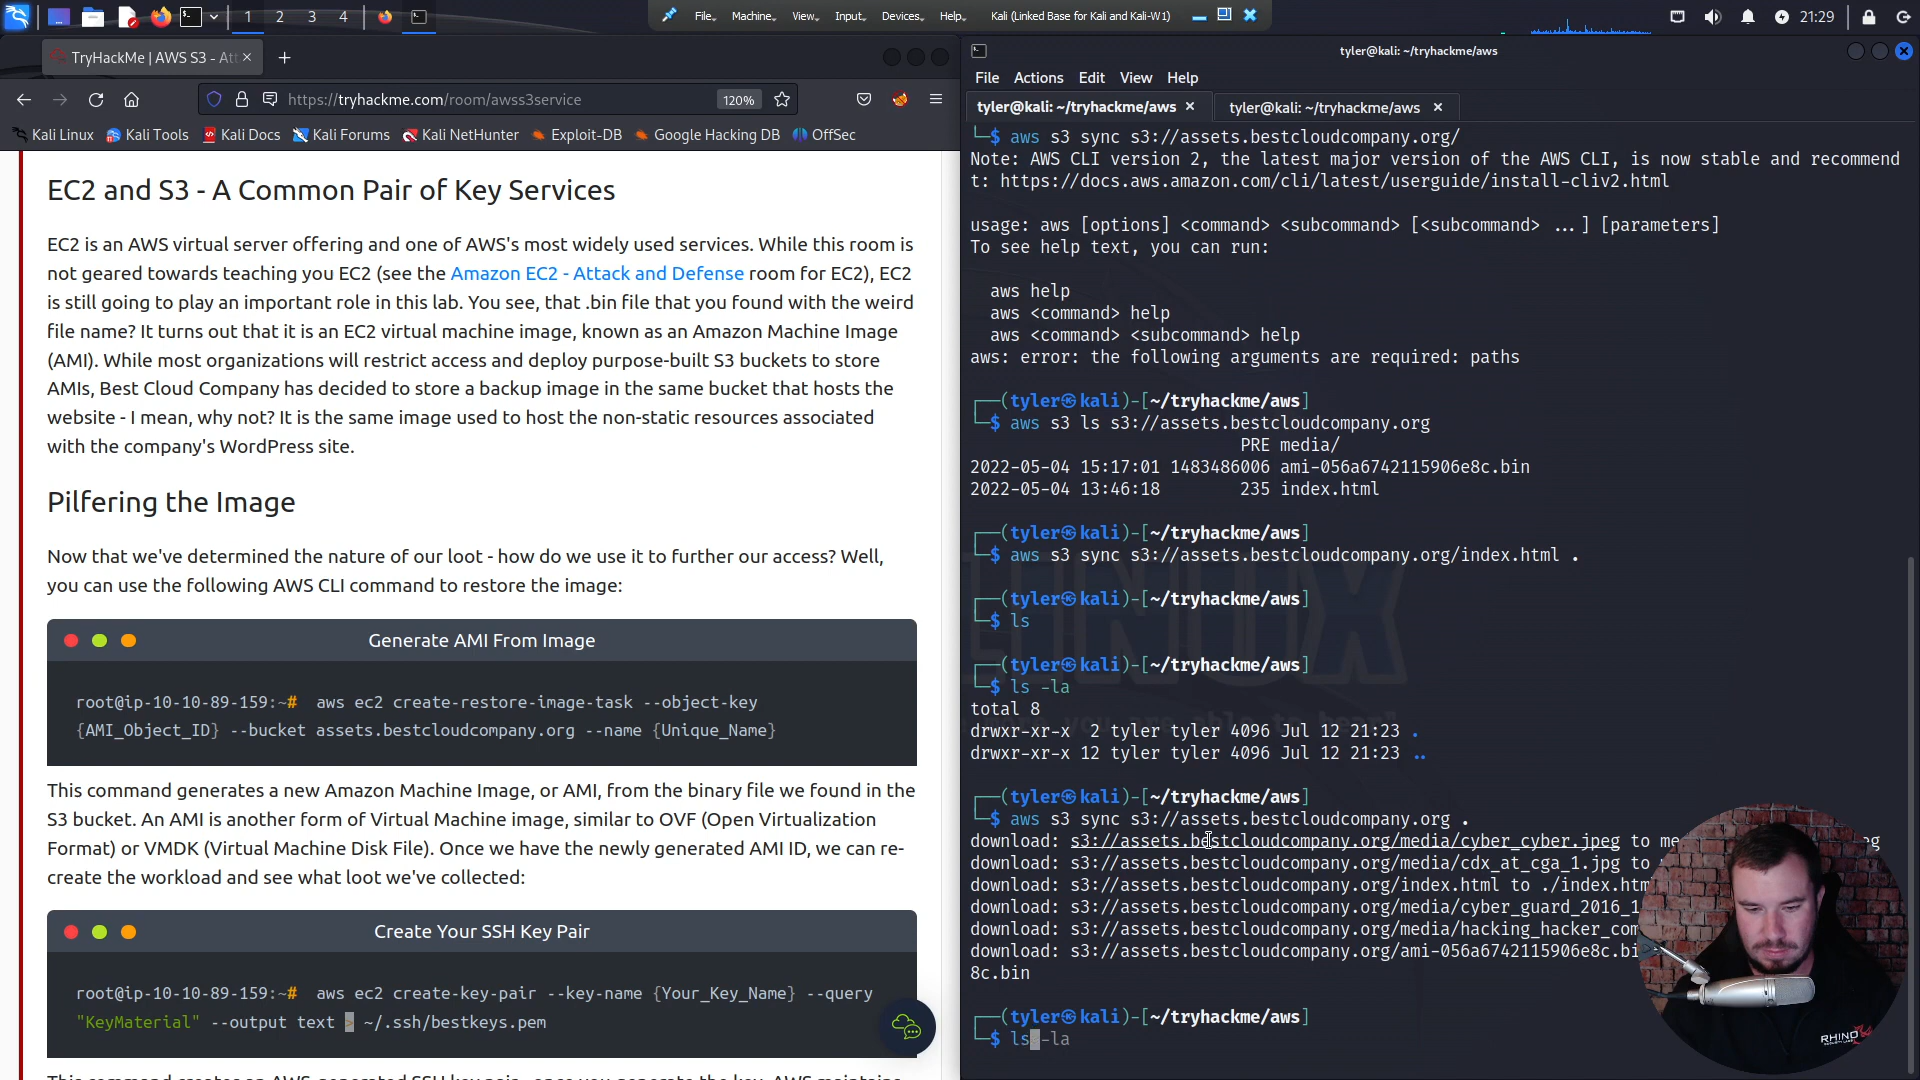 1 2 3 4
File, Machine, View, Input, Devices, Help, Kali (Linked Base for Kali and Kali-W1)
21:29
TryHackMe | AWS S3 - Att
https://tryhackme.com/room/awss3service
120%
Kali Linux Kali Tools Kali Docs Kali Forums Kali NetHunter Exploit-DB Google Hacking DB OffSec
EC2 and S3 - A Common Pair of Key Services
EC2 is an AWS virtual server offering and one of AWS's most widely used services. While this room is
not geared towards teaching you EC2 (see the Amazon EC2 - Attack and Defense room for EC2), EC2
is still going to play an important role in this lab. You see, that .bin file that you found with the weird
file name? It turns out that it is an EC2 virtual machine image, known as an Amazon Machine Image
(AMI). While most organizations will restrict access and deploy purpose-built S3 buckets to store
AMIs, Best Cloud Company has decided to store a backup image in the same bucket that hosts the
website - I mean, why not? It is the same image used to host the non-static resources associated
with the company's WordPress site.
Pilfering the Image
Now that we've determined the nature of our loot - how do we use it to further our access? Well,
you can use the following AWS CLI command to restore the image:
Generate AMI From Image
root@ip-10-10-89-159:~# aws ec2 create-restore-image-task --object-key
{AMI_Object_ID} --bucket assets.bestcloudcompany.org --name {Unique_Name}
This command generates a new Amazon Machine Image, or AMI, from the binary file we found in the
S3 bucket. An AMI is another form of Virtual Machine image, similar to OVF (Open Virtualization
Format) or VMDK (Virtual Machine Disk File). Once we have the newly generated AMI ID, we can re-
create the workload and see what loot we've collected:
Create Your SSH Key Pair
root@ip-10-10-89-159:~# aws ec2 create-key-pair --key-name {Your_Key_Name} --query
"KeyMaterial" --output text > ~/.ssh/bestkeys.pem
tyler@kali: ~/tryhackme/aws
File Actions Edit View Help
tyler@kali: ~/tryhackme/aws tyler@kali: ~/tryhackme/aws
└─$ aws s3 sync s3://assets.bestcloudcompany.org/
Note: AWS CLI version 2, the latest major version of the AWS CLI, is now stable and recommend
t: https://docs.aws.amazon.com/cli/latest/userguide/install-cliv2.html
usage: aws [options] <command> <subcommand> [<subcommand> ...] [parameters]
To see help text, you can run:
aws help
aws <command> help
aws <command> <subcommand> help
aws: error: the following arguments are required: paths
┌──(tyler㉿kali)-[~/tryhackme/aws]
└─$ aws s3 ls s3://assets.bestcloudcompany.org
PRE media/
2022-05-04 15:17:01 1483486006 ami-056a6742115906e8c.bin
2022-05-04 13:46:18 235 index.html
┌──(tyler㉿kali)-[~/tryhackme/aws]
└─$ aws s3 sync s3://assets.bestcloudcompany.org/index.html .
┌──(tyler㉿kali)-[~/tryhackme/aws]
└─$ ls
┌──(tyler㉿kali)-[~/tryhackme/aws]
└─$ ls -la
total 8
drwxr-xr-x 2 tyler tyler 4096 Jul 12 21:23 .
drwxr-xr-x 12 tyler tyler 4096 Jul 12 21:23 ..
┌──(tyler㉿kali)-[~/tryhackme/aws]
└─$ aws s3 sync s3://assets.bestcloudcompany.org .
download: s3://assets.bestcloudcompany.org/media/cyber_cyber.jpeg to
download: s3://assets.bestcloudcompany.org/media/cdx_at_cga_1.jpg to
download: s3://assets.bestcloudcompany.org/index.html to ./index.htm
download: s3://assets.bestcloudcompany.org/media/cyber_guard_2016_1
download: s3://assets.bestcloudcompany.org/media/hacking_hacker_com
download: s3://assets.bestcloudcompany.org/ami-056a6742115906e8c.bi
8c.bin
┌──(tyler㉿kali)-[~/tryhackme/aws]
└─$ ls -la
RHINO